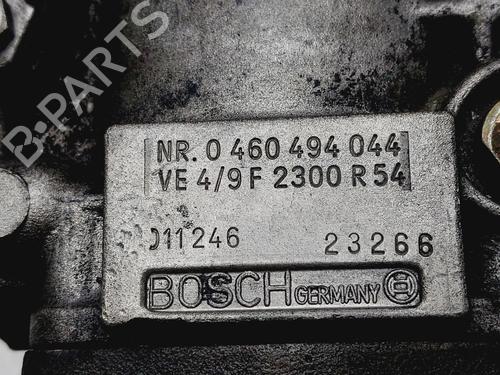 B-PARTS
NR. 0 460 494 044
VE 4/9 F 2300 R 54
011246 23266
BOSCH GERMANY